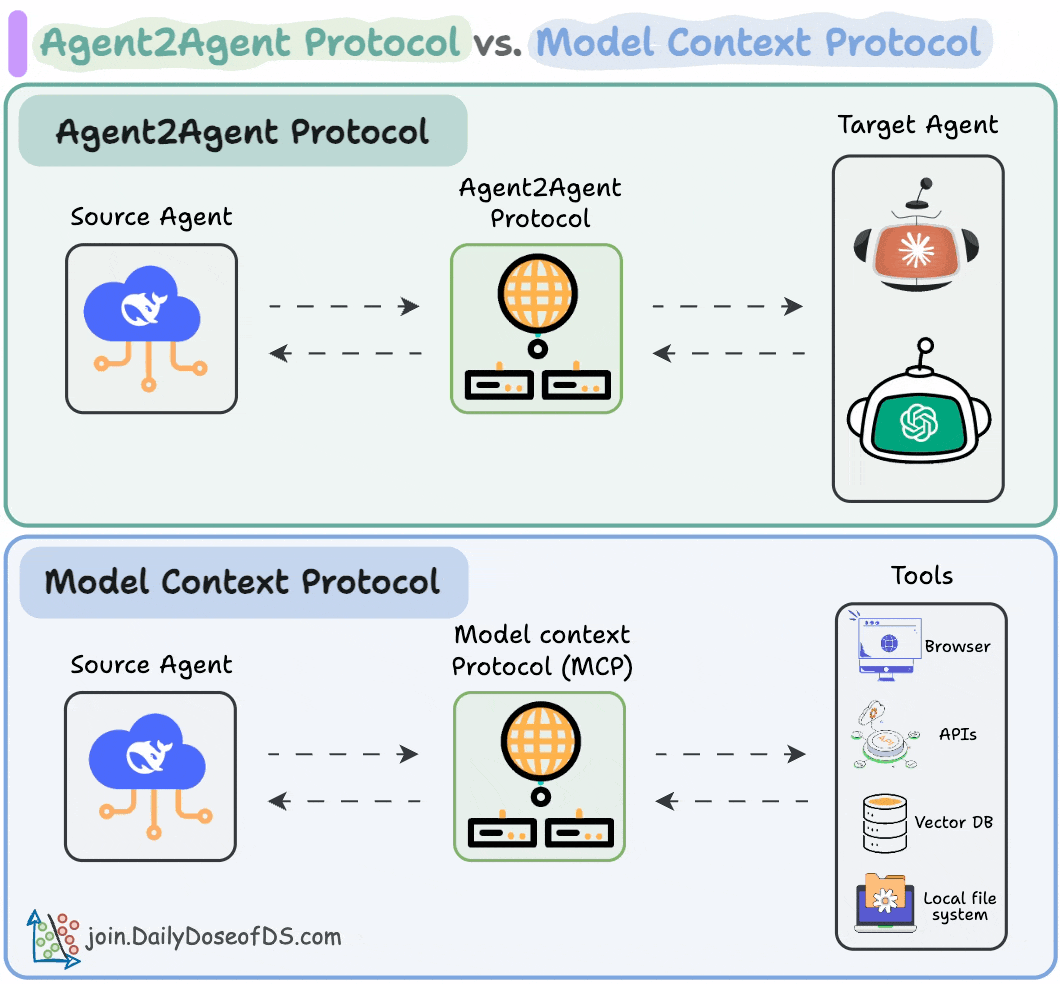 Agent2Agent Protocol vs. Model Context Protocol
Agent2Agent Protocol
Target Agent
Agent2Agent
Protocol
Source Agent
Model Context Protocol
Tools
Model context
Protocol (MCP)
Source Agent
Browser
API
APIs
Vector DB
Local file
system
join.DailyDoseofDS.com